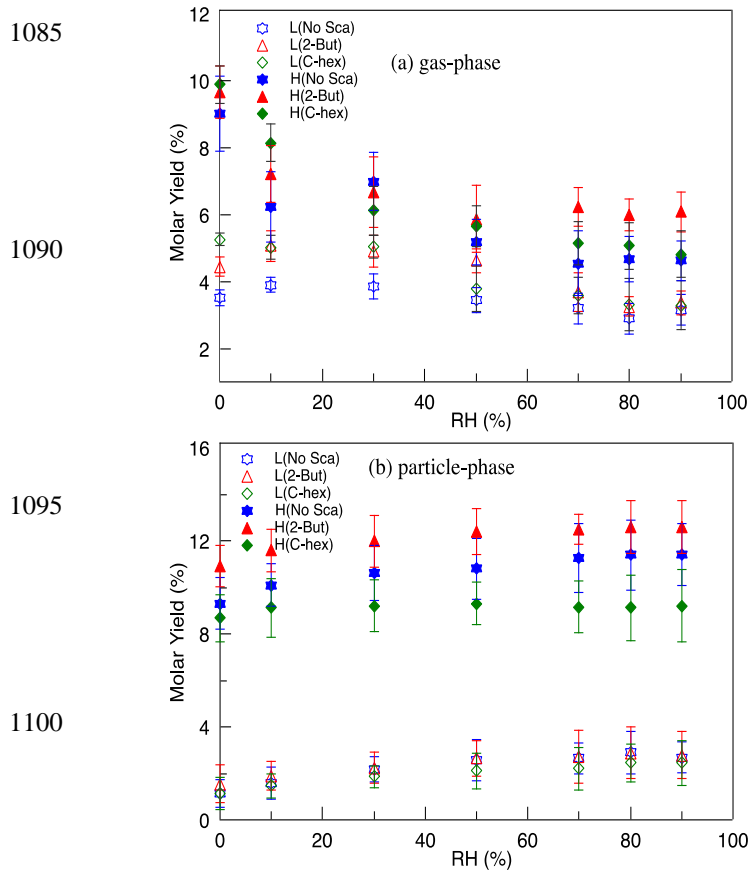 1085
12
L(No Sca)
L(2-But)
L(C-hex)
(a) gas-phase
10
H(No Sca)
H(2-But)
H(C-hex)
8
Molar Yield (%)
6
1090
4
2
0 20 40 60 80 100
RH (%)
16
L(No Sca)
(b) particle-phase
L(2-But)
L(C-hex)
1095
H(No Sca)
12
H(2-But)
H(C-hex)
Molar Yield (%)
8
1100
4
0
0 20 40 60 80 100
RH (%)